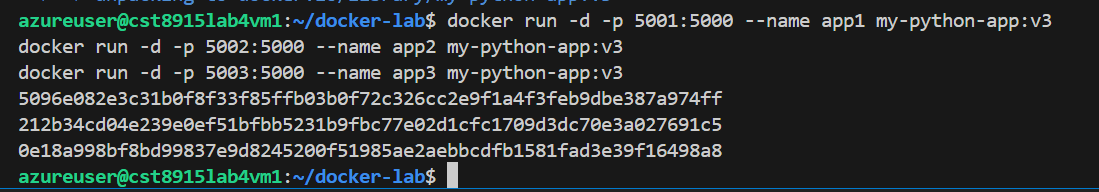 azureuser@cst8915lab4vm1:~/docker-lab$ docker run -d -p 5001:5000 --name app1 my-python-app:v3
docker run -d -p 5002:5000 --name app2 my-python-app:v3
docker run -d -p 5003:5000 --name app3 my-python-app:v3
5096e082e3c31b0f8f33f85ffb03b0f72c326cc2e9f1a4f3feb9dbe387a974ff
212b34cd04e239e0ef51bfbb5231b9fbc77e02d1cfc1709d3dc70e3a027691c5
0e18a998bf8bd99837e9d8245200f51985ae2aebbcdfb1581fad3e39f16498a8
azureuser@cst8915lab4vm1:~/docker-lab$